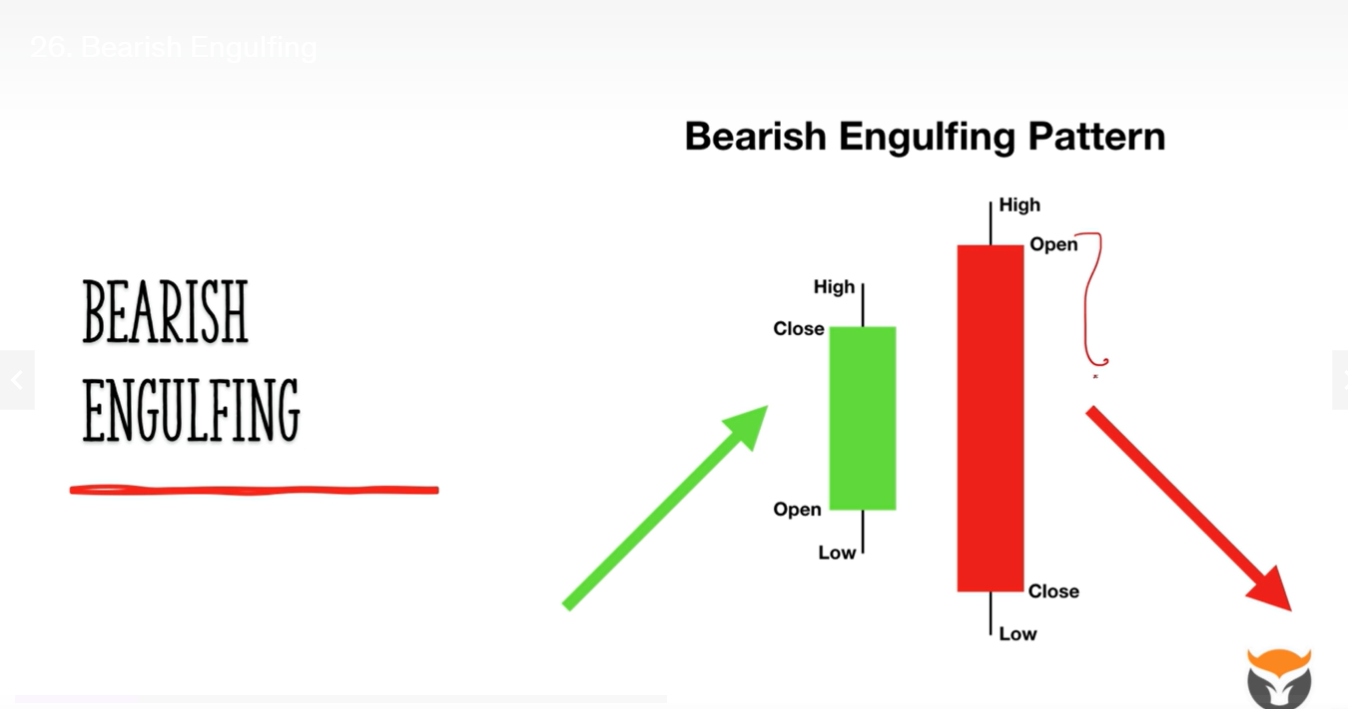 26. Bearish Engulfing
Bearish Engulfing Pattern
BEARISH
ENGULFING
High
Close
Open
Low
High
Open
Close
Low